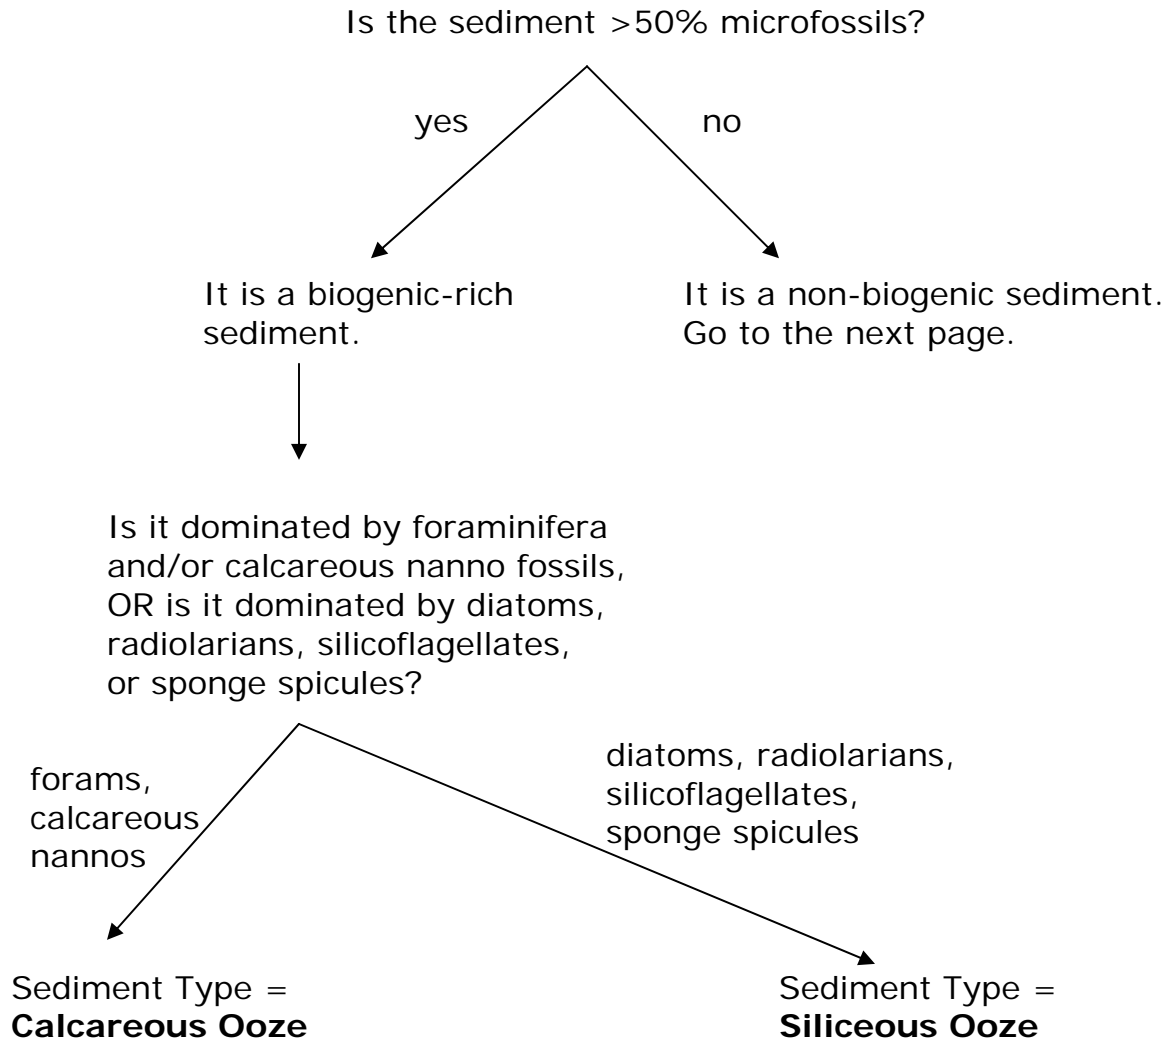 Is the sediment >50% microfossils?
yes
no
It is a biogenic-rich
sediment.
It is a non-biogenic sediment.
Go to the next page.
Is it dominated by foraminifera
and/or calcareous nanno fossils,
OR is it dominated by diatoms,
radiolarians, silicoflagellates,
or sponge spicules?
forams,
calcareous
nannos
diatoms, radiolarians,
silicoflagellates,
sponge spicules
Sediment Type =
Calcareous Ooze
Sediment Type =
Siliceous Ooze